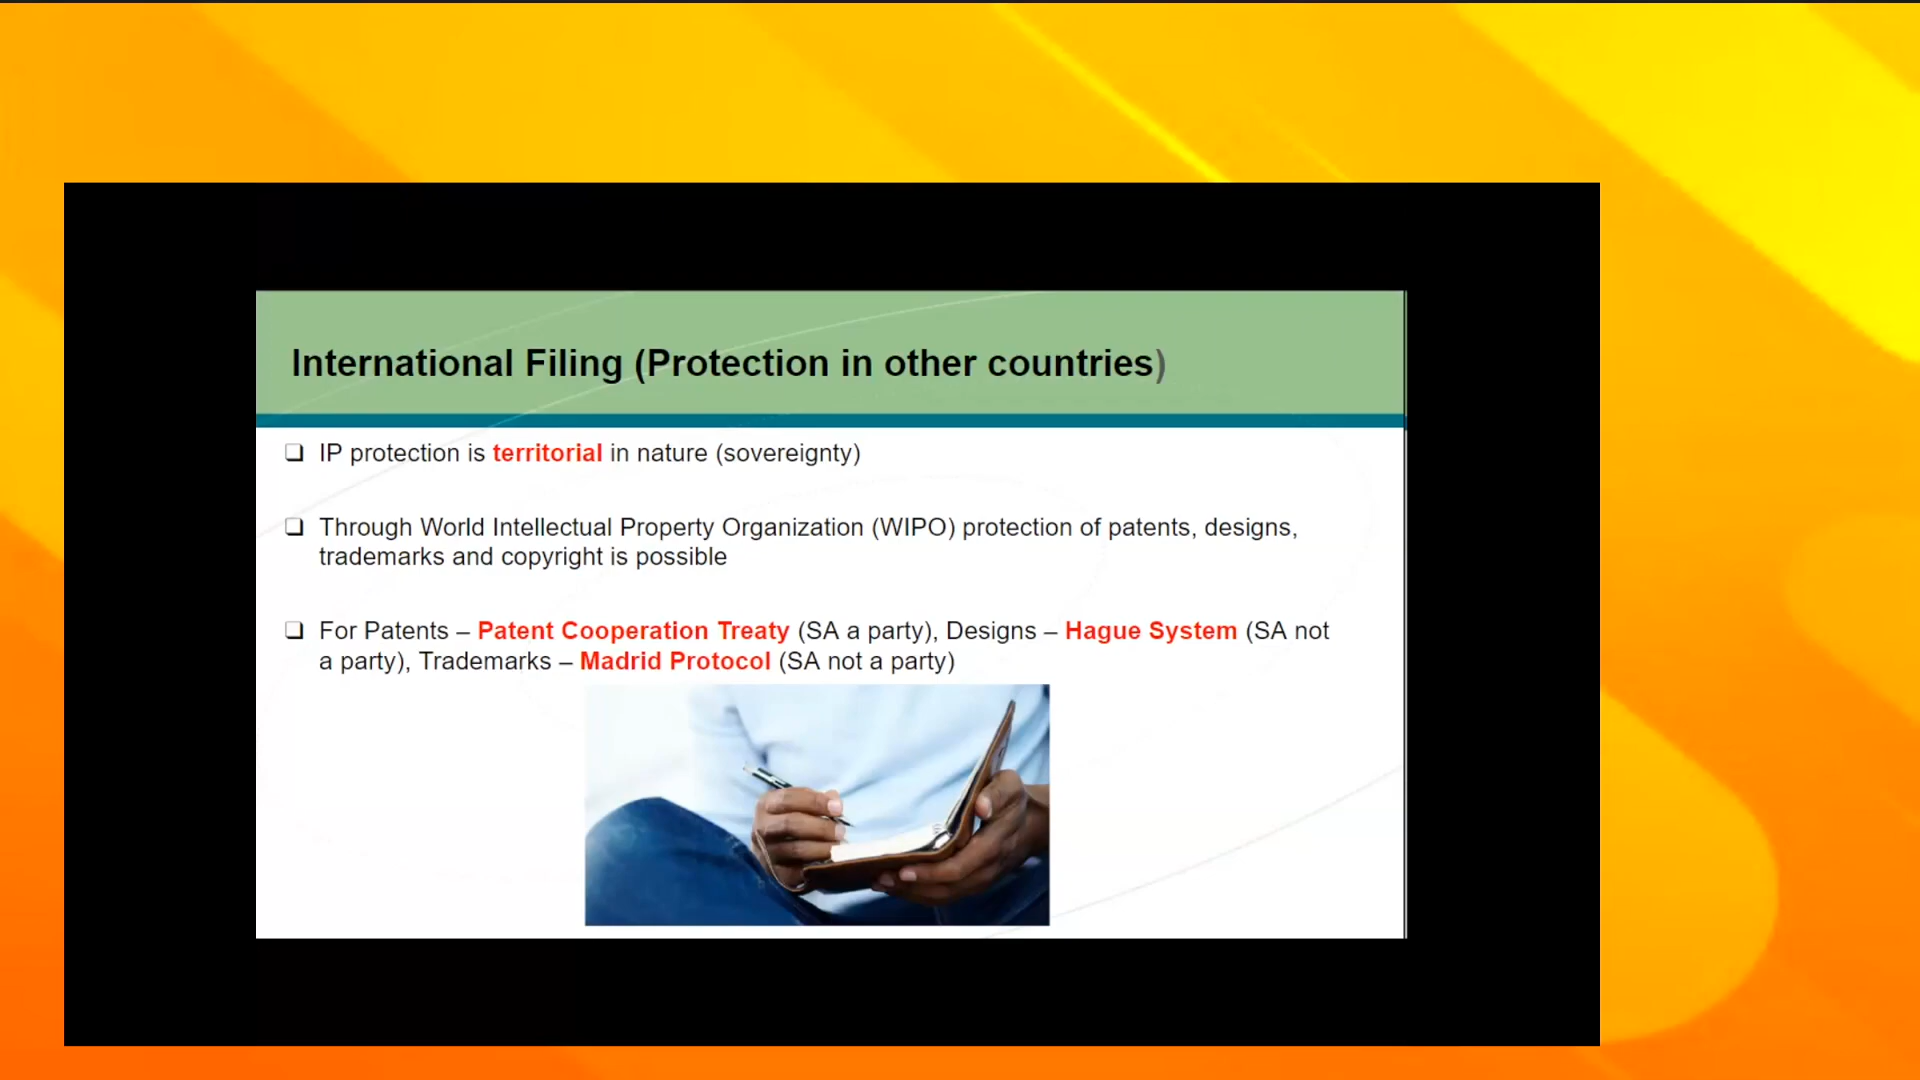 International Filing (Protection in other countries)
❑ IP protection is territorial in nature (sovereignty)
❑ Through World Intellectual Property Organization (WIPO) protection of patents, designs,
trademarks and copyright is possible
❑ For Patents – Patent Cooperation Treaty (SA a party), Designs – Hague System (SA not
a party), Trademarks – Madrid Protocol (SA not a party)